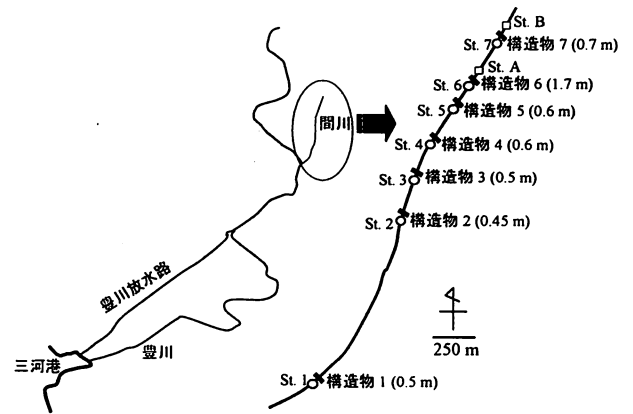 St. B
St. 7 構造物 7 (0.7 m)
St. A
St. 6 構造物 6 (1.7 m)
St. 5 構造物 5 (0.6 m)
St. 4 構造物 4 (0.6 m)
St. 3 構造物 3 (0.5 m)
St. 2 構造物 2 (0.45 m)
St. 1 構造物 1 (0.5 m)
間川
豊川放水路
豊川
三河港
250 m